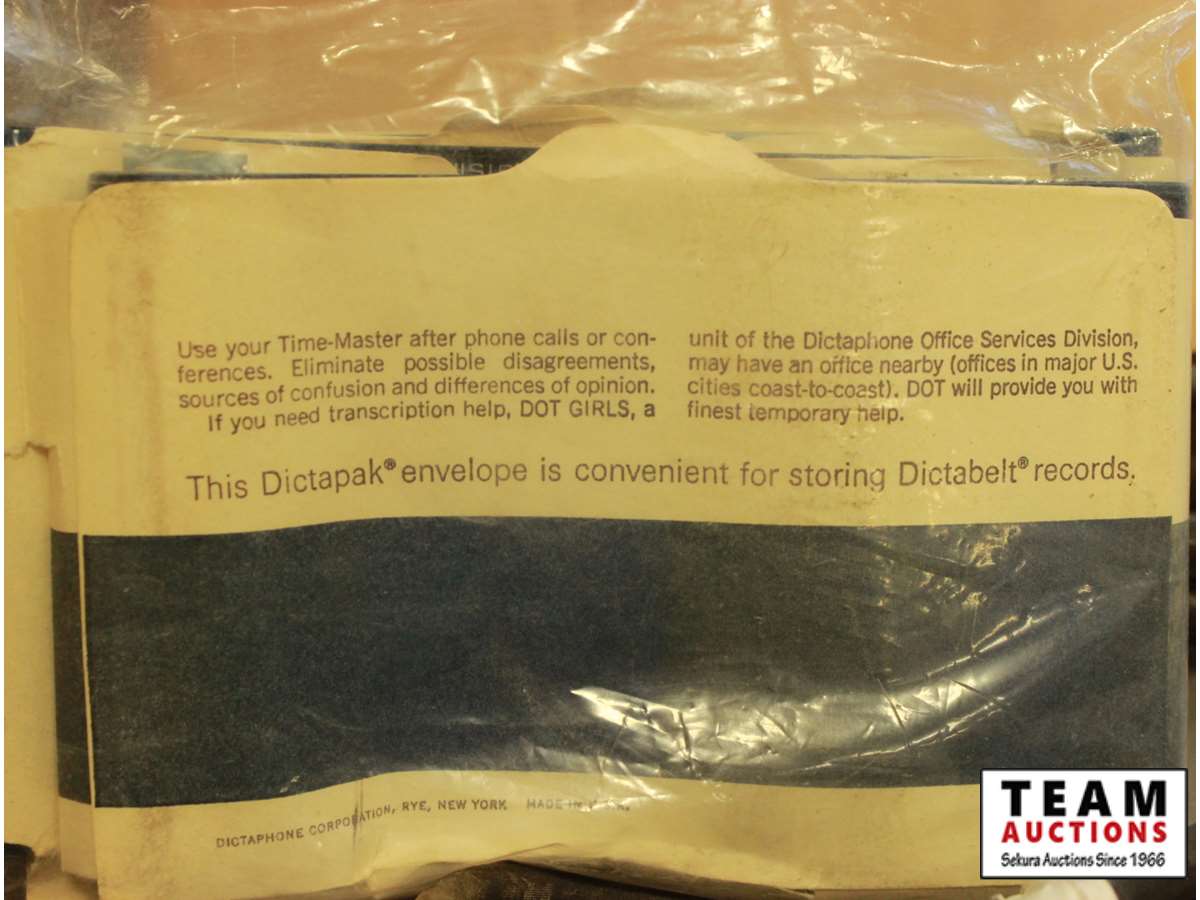 Use your Time-Master after phone calls or con-
ferences. Eliminate possible disagreements,
sources of confusion and differences of opinion.
If you need transcription help, DOT GIRLS, a
unit of the Dictaphone Office Services Division,
may have an office nearby (offices in major U.S.
cities coast-to-coast). DOT will provide you with
finest temporary help.
This Dictapak® envelope is convenient for storing Dictabelt® records.
DICTAPHONE CORPORATION, RYE, NEW YORK MADE IN
TEAM
AUCTIONS
Sekura Auctions Since 1966